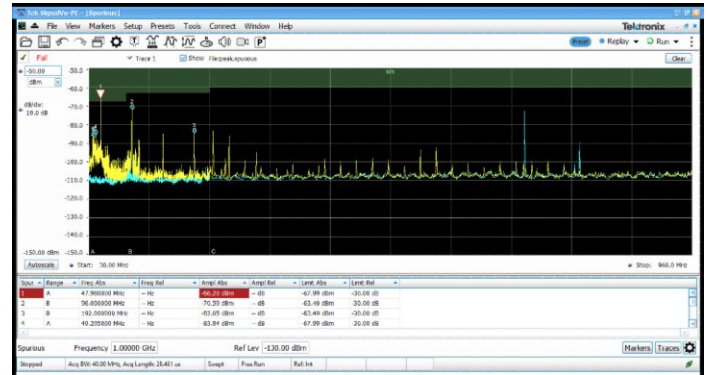 Tek SignalVu-PC - [Spurious]
File View Markers Setup Presets Tools Connect Window Help
Tektronix
Preset Replay Run
Fail Trace 1 Show File:peak.spurious Clear
-50.00
dBm
dB/div:
10.0 dB
-50.0
-60.0
-70.0
-80.0
-90.0
-100.0
-110.0
-120.0
-130.0
-140.0
-150.00 dBm -150.0
1
2
3
A B C
Autoscale Start: 30.00 MHz Stop: 960.0 MHz
Spur Range Freq Abs Freq Rel Ampl Abs Ampl Rel Limit Abs Limit Rel
1 A 47.990000 MHz -- Hz -66.20 dBm -- dB -67.99 dBm -30.00 dB
2 B 96.000000 MHz -- Hz -70.59 dBm -- dB -63.49 dBm -30.00 dB
3 B 192.000000 MHz -- Hz -- dB -63.49 dBm -30.00 dB
4 A 40.295000 MHz -- Hz -83.84 dBm -- dB -67.99 dBm -30.00 dB
Spurious Frequency 1.00000 GHz Ref Lev -130.00 dBm Markers Traces
Stopped Acq BW: 40.00 MHz, Acq Length: 28.461 us Swept Free Run Ref: Int